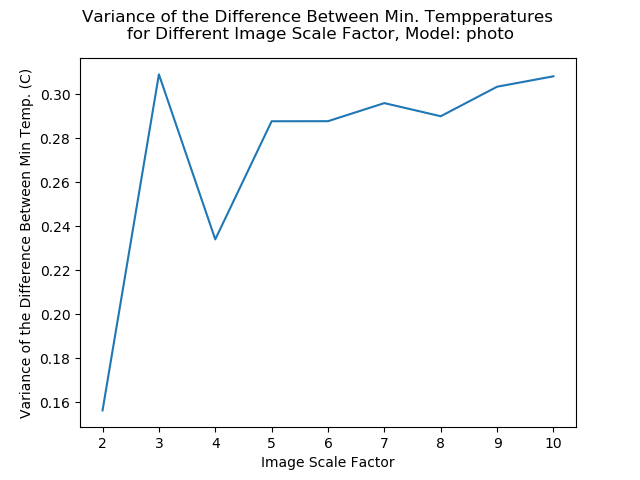 Variance of the Difference Between Min. Tempperatures
for Different Image Scale Factor, Model: photo
Variance of the Difference Between Min Temp. (C)
0.30
0.28
0.26
0.24
0.22
0.20
0.18
0.16
2 3 4 5 6 7 8 9 10
Image Scale Factor